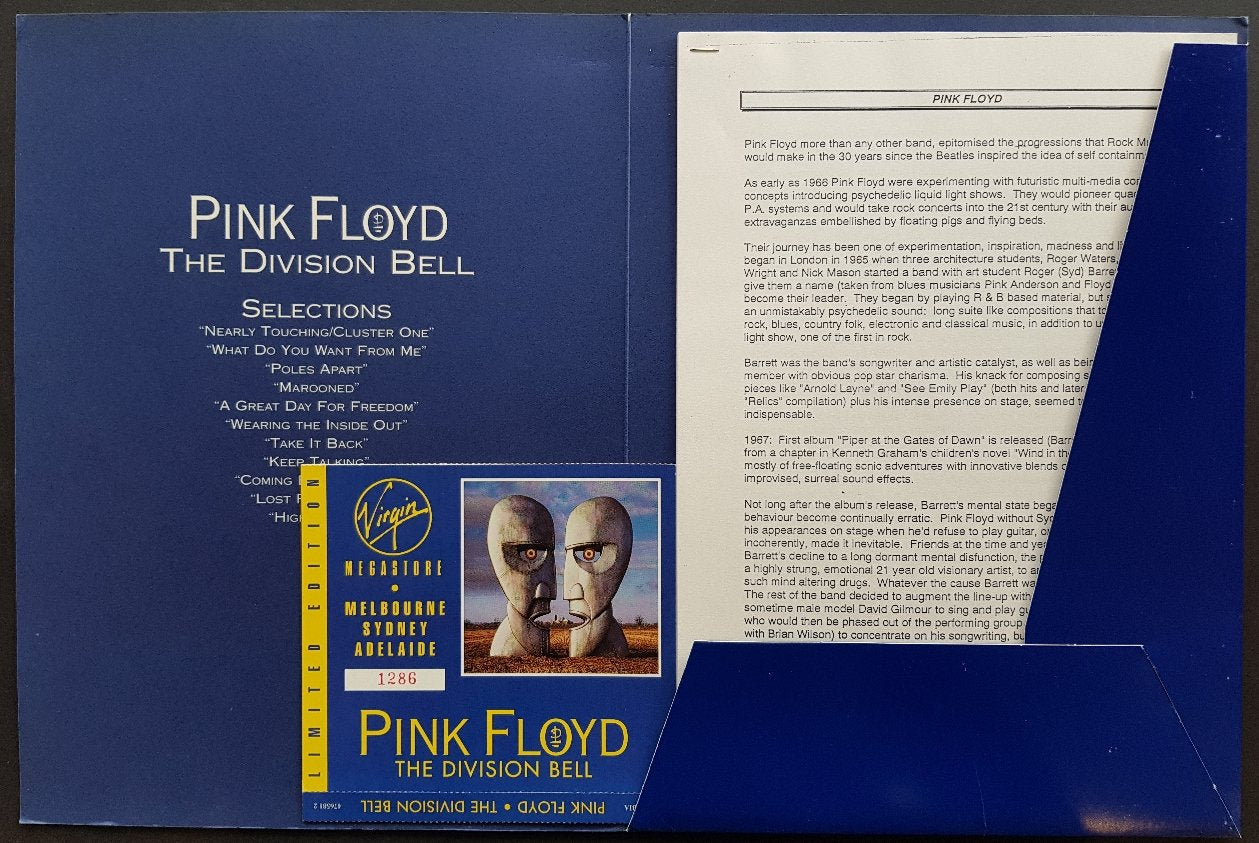 PINK FLOYD
THE DIVISION BELL
SELECTIONS
"NEARLY TOUCHING/CLUSTER ONE"
"WHAT DO YOU WANT FROM ME"
"POLES APART"
"MAROONED"
"A GREAT DAY FOR FREEDOM"
"WEARING THE INSIDE OUT"
"TAKE IT BACK"
"KEEP TALKING"
"COMING
"LOST
"HIGH
LIMITED EDITION
Virgin
MEGASTORE
•
MELBOURNE
SYDNEY
ADELAIDE
1286
PINK FLOYD
THE DIVISION BELL
PINK FLOYD • THE DIVISION BELL
476581 2
PINK FLOYD
Pink Floyd more than any other band, epitomised the progressions that Rock
would make in the 30 years since the Beatles inspired the idea of self
As early as 1966 Pink Floyd were experimenting with futuristic multi-media
concepts introducing psychedelic liquid light shows. They would pioneer
P.A. systems and would take rock concerts into the 21st century with their
extravaganzas embellished by floating pigs and flying beds.
Their journey has been one of experimentation, inspiration, madness and
began in London in 1965 when three architecture students, Roger Waters,
Wright and Nick Mason started a band with art student Roger (Syd)
give them a name (taken from blues musicians Pink Anderson and Floyd
become their leader. They began by playing R & B based material, but
an unmistakably psychedelic sound: long suite like compositions that
rock, blues, country folk, electronic and classical music, in addition to
light show, one of the first in rock.
Barrett was the band's songwriter and artistic catalyst, as well as
member with obvious pop star charisma. His knack for composing
pieces like "Arnold Layne" and "See Emily Play" (both hits and later
"Relics" compilation) plus his intense presence on stage, seemed
indispensable.
1967: First album "Piper at the Gates of Dawn" is released
from a chapter in Kenneth Graham's children's novel "Wind in
mostly of free-floating sonic adventures with innovative blends
improvised, surreal sound effects.
Not long after the album's release, Barrett's mental state
behaviour become continually erratic. Pink Floyd without
his appearances on stage when he'd refuse to play guitar,
incoherently, made it inevitable. Friends at the time and
Barrett's decline to a long dormant mental disfunction, the
a highly strung, emotional 21 year old visionary artist, to
such mind altering drugs. Whatever the cause Barrett
The rest of the band decided to augment the line-up with
sometime male model David Gilmour to sing and play
who would then be phased out of the performing group
with Brian Wilson) to concentrate on his songwriting,